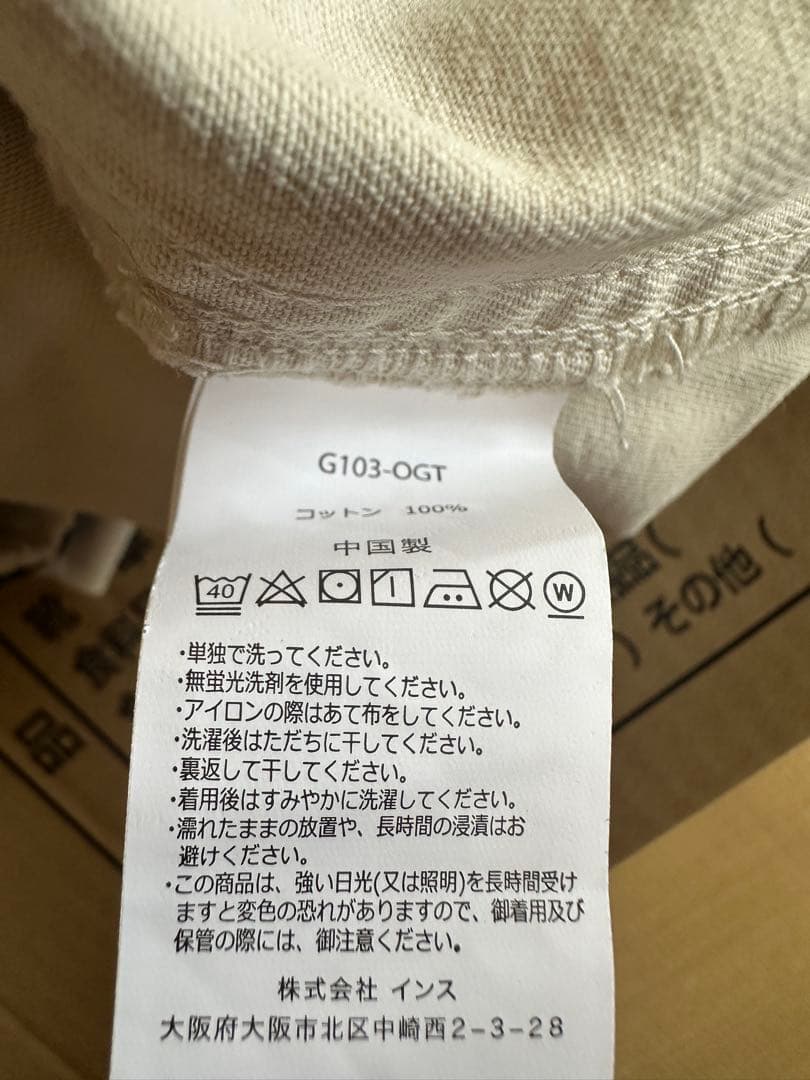 G103-OGT
コットン 100%
中国製
40
W
・単独で洗ってください。
・無蛍光洗剤を使用してください。
・アイロンの際はあて布をしてください。
・洗濯後はただちに干してください。
・裏返して干してください。
・着用後はすみやかに洗濯してください。
・濡れたままの放置や、長時間の浸漬はお
避けください。
・この商品は、強い日光(又は照明)を長時間受け
ますと変色の恐れがありますので、御着用及び
保管の際には、御注意ください。
株式会社 インス
大阪府大阪市北区中崎西2-3-28
品
食料
品(
) その他 (